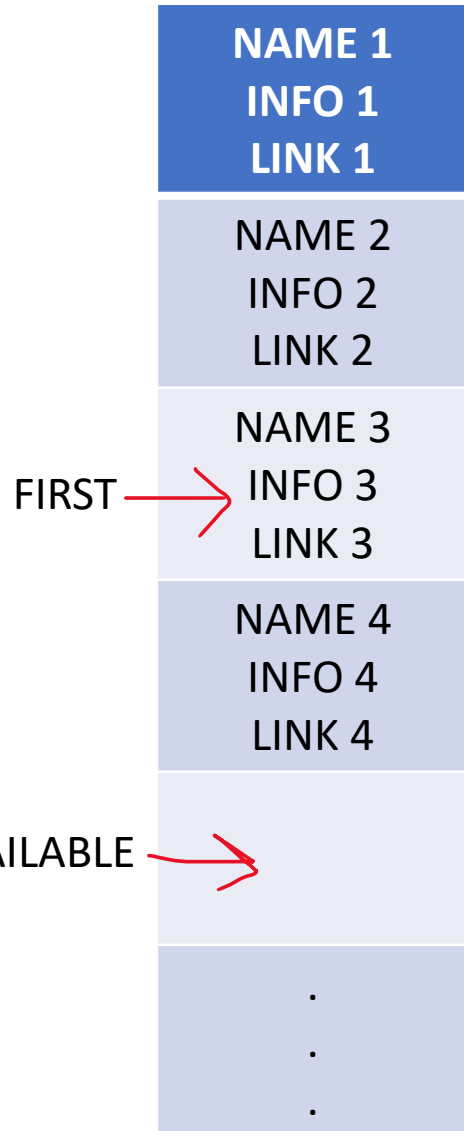 NAME 1
INFO 1
LINK 1
NAME 2
INFO 2
LINK 2
NAME 3
FIRST INFO 3
LINK 3
NAME 4
INFO 4
LINK 4
AILABLE
.
.
.